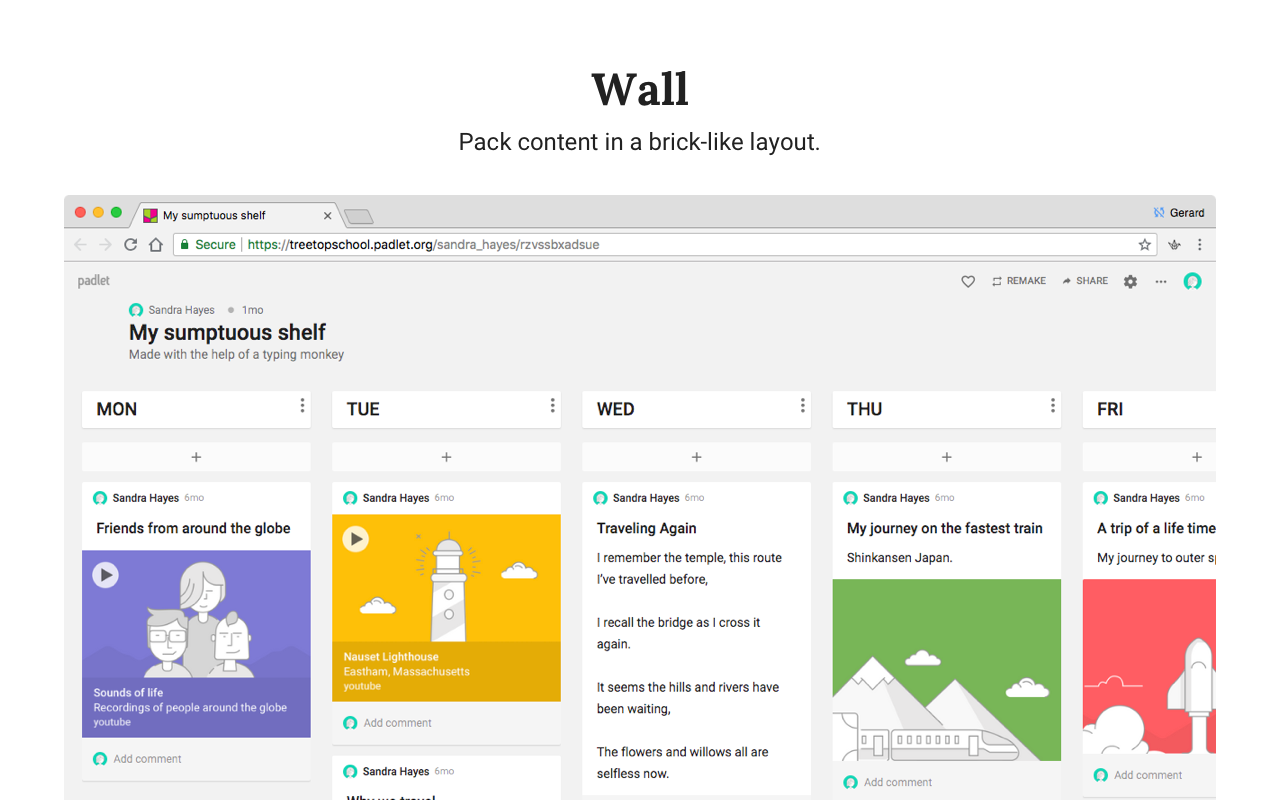 Wall
Pack content in a brick-like layout.
My sumptuous shelf
Gerard
Secure
https://treetopschool.padlet.org/sandra_hayes/rzvssbxadsue
padlet
REMAKE
SHARE
Sandra Hayes
1mo
My sumptuous shelf
Made with the help of a typing monkey
MON
TUE
WED
THU
FRI
Sandra Hayes 6mo
Friends from around the globe
Sounds of life
Recordings of people around the globe
youtube
Add comment
Sandra Hayes 6mo
Nauset Lighthouse
Eastham, Massachusetts
youtube
Add comment
Sandra Hayes 6mo
Why we travel
Sandra Hayes 6mo
Traveling Again
I remember the temple, this route
I've travelled before,
I recall the bridge as I cross it
again.
It seems the hills and rivers have
been waiting,
The flowers and willows all are
selfless now.
Sandra Hayes 6mo
My journey on the fastest train
Shinkansen Japan.
Add comment
Sandra Hayes 6mo
A trip of a life time
My journey to outer
Add comment